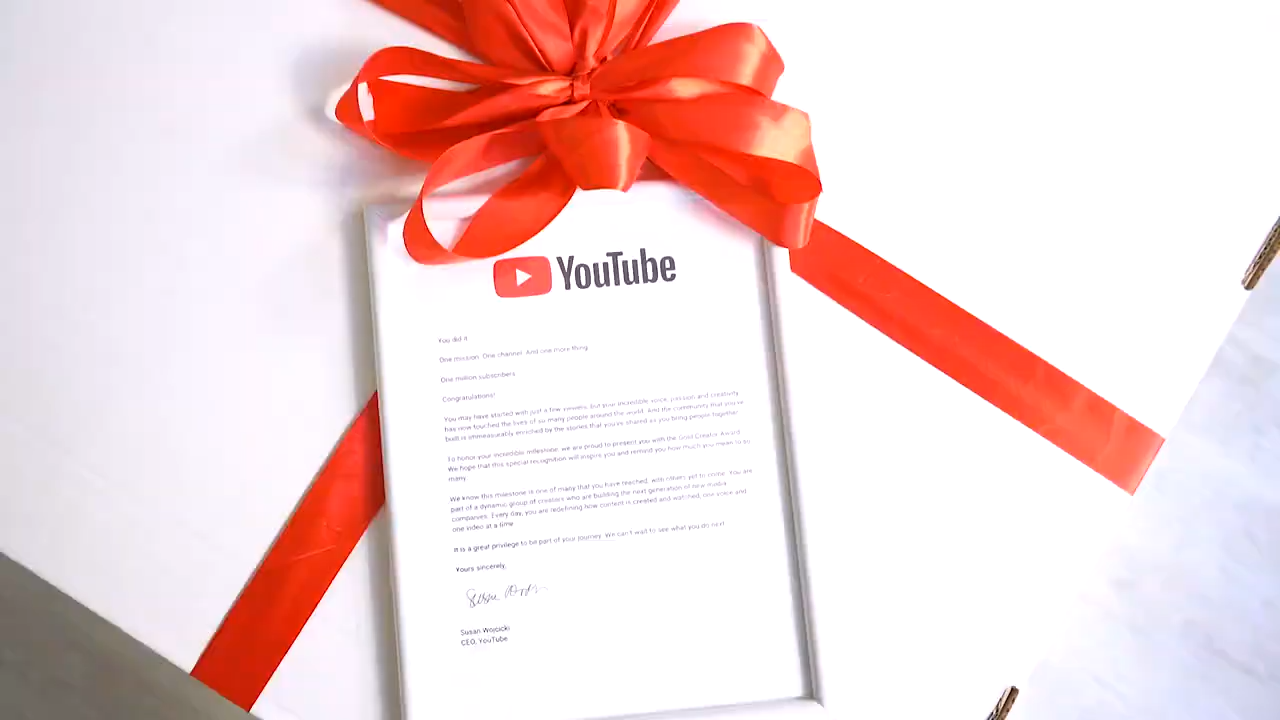 YouTube
You did it
One mission. One channel. And one more thing.
One million subscribers.
Congratulations!
You may have started with just a few viewers, but your incredible voice, passion and creativity
has now touched the lives of so many people around the world. And the community that you've
built is immeasurably enriched by the stories that you've shared as you bring people together.
To honor your incredible milestone, we are proud to present you with the Gold Creator Award.
We hope that this special recognition will inspire you and remind you how much you mean to so
many.
We know this milestone is one of many that you have reached, with others yet to come. You are
part of a dynamic group of creators who are building the next generation of new media
companies. Every day, you are redefining how content is created and watched, one voice and
one video at a time.
It is a great privilege to be part of your journey. We can't wait to see what you do next.
Yours sincerely,
Susan Wojcicki
CEO, YouTube